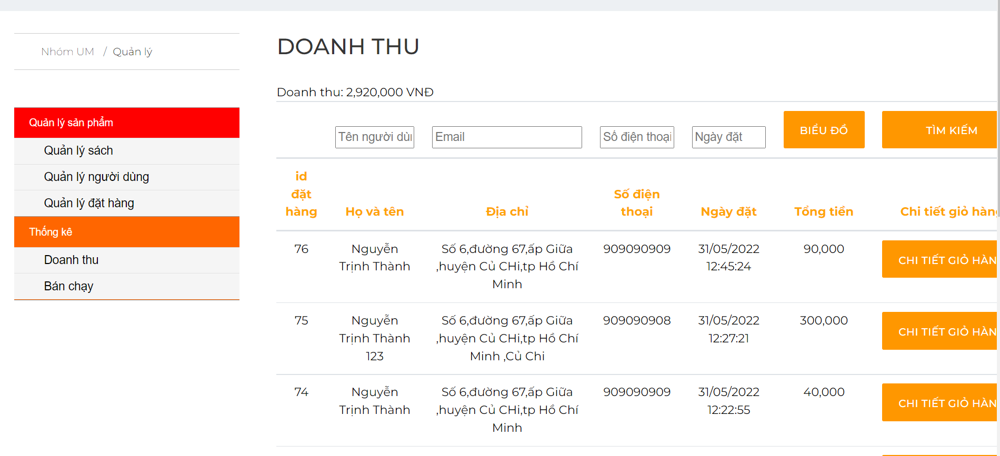 Nhóm UM / Quản lý
Quản lý sản phẩm
Quản lý sách
Quản lý người dùng
Quản lý đặt hàng
Thống kê
Doanh thu
Bán chạy
DOANH THU
Doanh thu: 2,920,000 VNĐ
Tên người dù Email Số điện thoại Ngày đặt BIỂU ĐỒ TÌM KIẾM
id
đặt Số điện
hàng Họ và tên Địa chỉ thoại Ngày đặt Tổng tiền Chi tiết giỏ hàng
76 Nguyễn Số 6,đường 67,ấp Giữa 909090909 31/05/2022 90,000 CHI TIẾT GIỎ HÀN
Trịnh Thành ,huyện Củ CHi,tp Hồ Chí 12:45:24
Minh
75 Nguyễn Số 6,đường 67,ấp Giữa 909090908 31/05/2022 300,000 CHI TIẾT GIỎ HÀN
Trịnh Thành ,huyện Củ CHi,tp Hồ Chí 12:27:21
123 Minh ,Củ Chi
74 Nguyễn Số 6,đường 67,ấp Giữa 909090909 31/05/2022 40,000 CHI TIẾT GIỎ HÀN
Trịnh Thành ,huyện Củ CHi,tp Hồ Chí 12:22:55
Minh